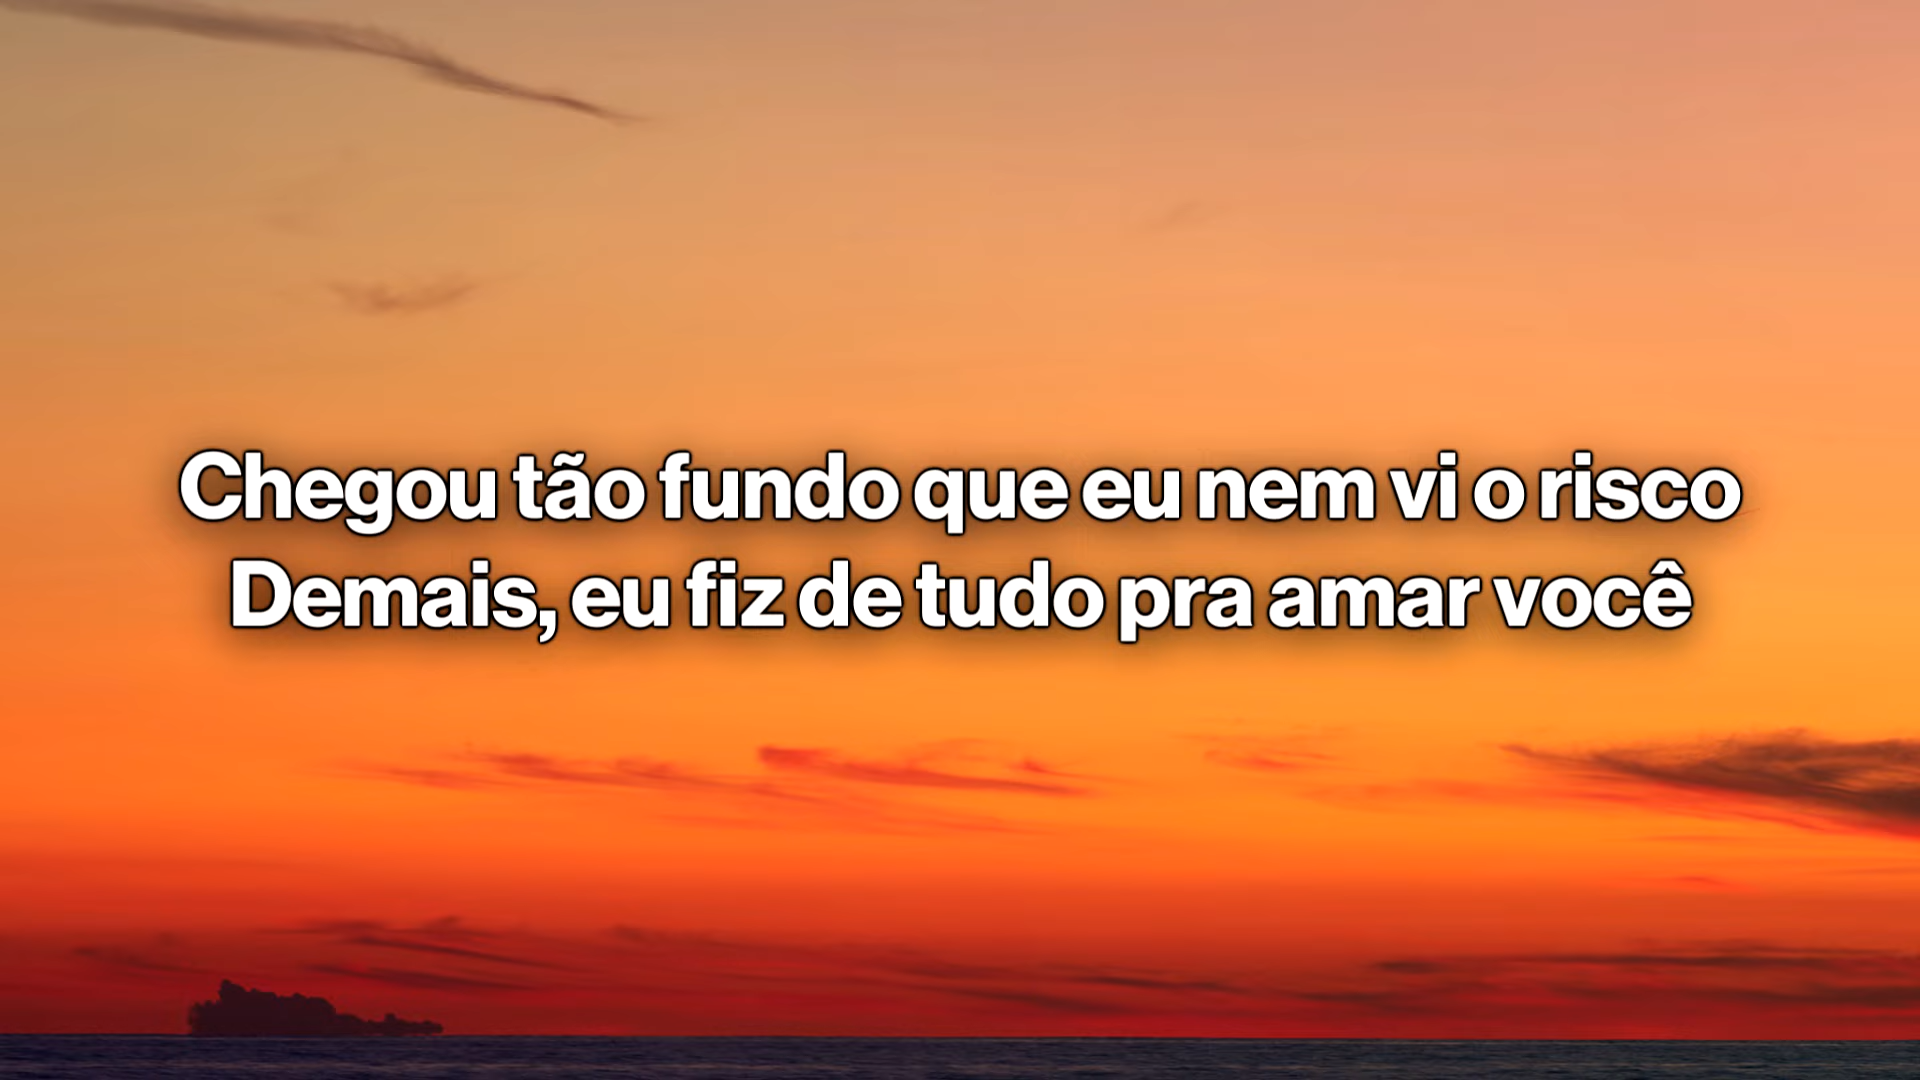 Chegou tão fundo que eu nem vi o risco
Demais, eu fiz de tudo pra amar você